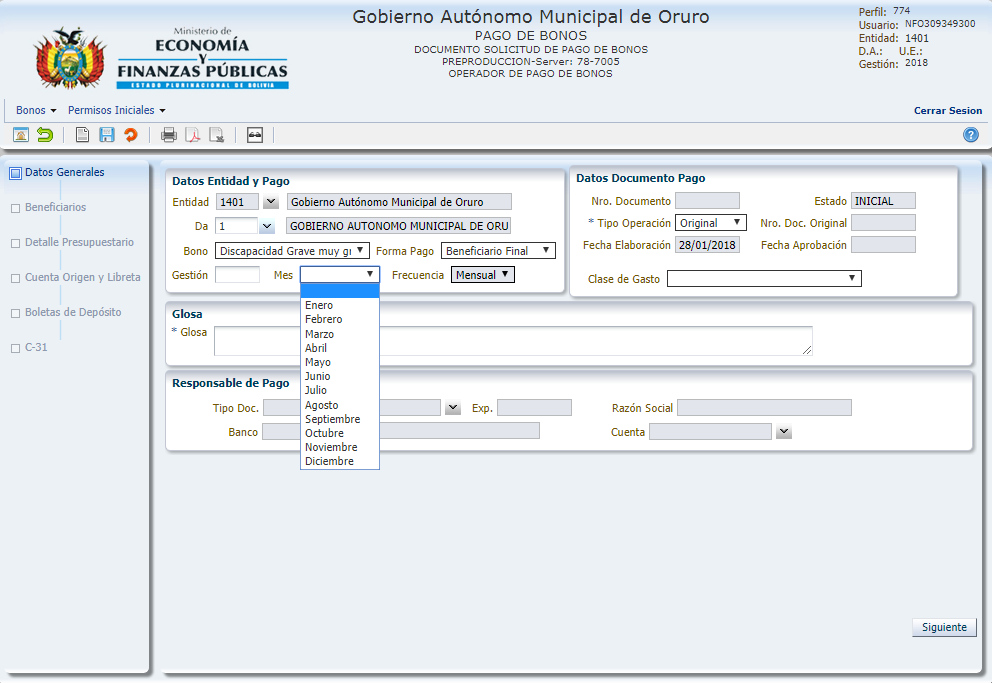 Ministerio de
ECONOMÍA
Y
FINANZAS PÚBLICAS
ESTADO PLURINACIONAL DE BOLIVIA
Gobierno Autónomo Municipal de Oruro
PAGO DE BONOS
DOCUMENTO SOLICITUD DE PAGO DE BONOS
PREPRODUCCION-Server: 78-7005
OPERADOR DE PAGO DE BONOS
Perfil: 774
Usuario: NFO309349300
Entidad: 1401
D.A.: U.E.:
Gestión: 2018
Bonos Permisos Iniciales Cerrar Sesion
Datos Generales
Beneficiarios
Detalle Presupuestario
Cuenta Origen y Libreta
Boletas de Depósito
C-31
Datos Entidad y Pago
Entidad 1401 Gobierno Autónomo Municipal de Oruro
Da 1 GOBIERNO AUTONOMO MUNICIPAL DE ORU
Bono Discapacidad Grave muy gr Forma Pago Beneficiario Final
Gestión Mes Frecuencia Mensual
Enero
Febrero
Marzo
Abril
Mayo
Junio
Julio
Agosto
Septiembre
Octubre
Noviembre
Diciembre
Datos Documento Pago
Nro. Documento Estado INICIAL
* Tipo Operación Original Nro. Doc. Original
Fecha Elaboración 28/01/2018 Fecha Aprobación
Clase de Gasto
Glosa
* Glosa
Responsable de Pago
Tipo Doc. Exp. Razón Social
Banco Cuenta
Siguiente